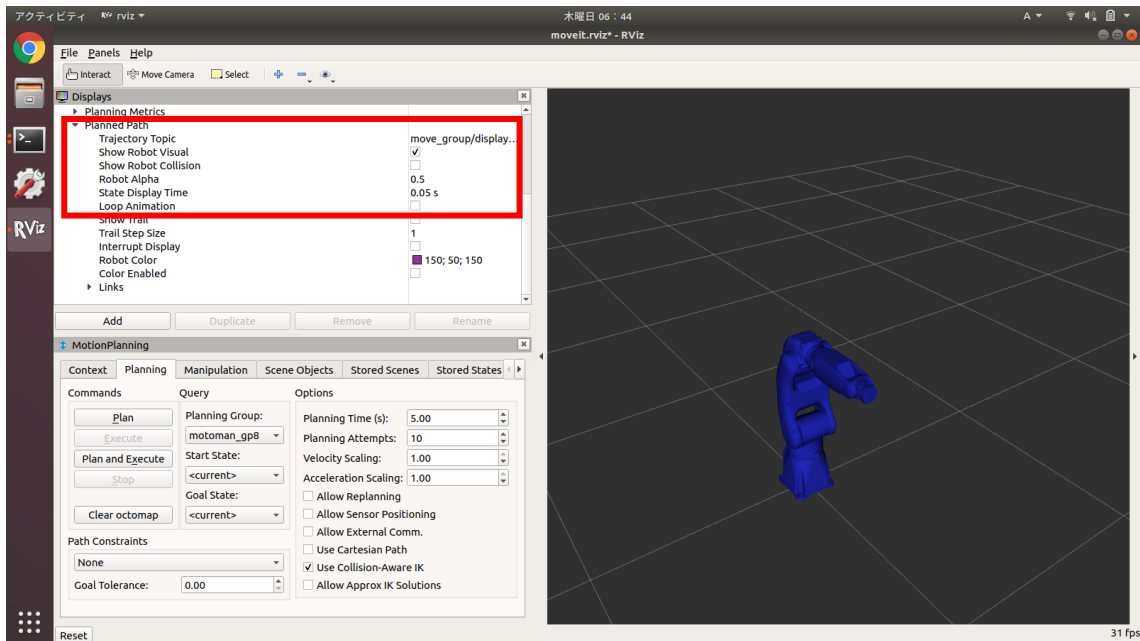 アクティビティ RViz rviz
木曜日 06：44
A
moveit.rviz* - RViz
File Panels Help
Interact Move Camera Select
Displays
Planning Metrics
Planned Path
Trajectory Topic move_group/display...
Show Robot Visual
Show Robot Collision
Robot Alpha 0.5
State Display Time 0.05 s
Loop Animation
Show Trail
Trail Step Size 1
Interrupt Display
Robot Color 150; 50; 150
Color Enabled
Links
Add Duplicate Remove Rename
MotionPlanning
Context Planning Manipulation Scene Objects Stored Scenes Stored States
Commands
Plan
Execute
Plan and Execute
Stop
Clear octomap
Query
Planning Group:
motoman_gp8
Start State:
<current>
Goal State:
<current>
Options
Planning Time (s): 5.00
Planning Attempts: 10
Velocity Scaling: 1.00
Acceleration Scaling: 1.00
Allow Replanning
Allow Sensor Positioning
Allow External Comm.
Use Cartesian Path
Use Collision-Aware IK
Allow Approx IK Solutions
Path Constraints
None
Goal Tolerance: 0.00
Reset
31 fps
RViz